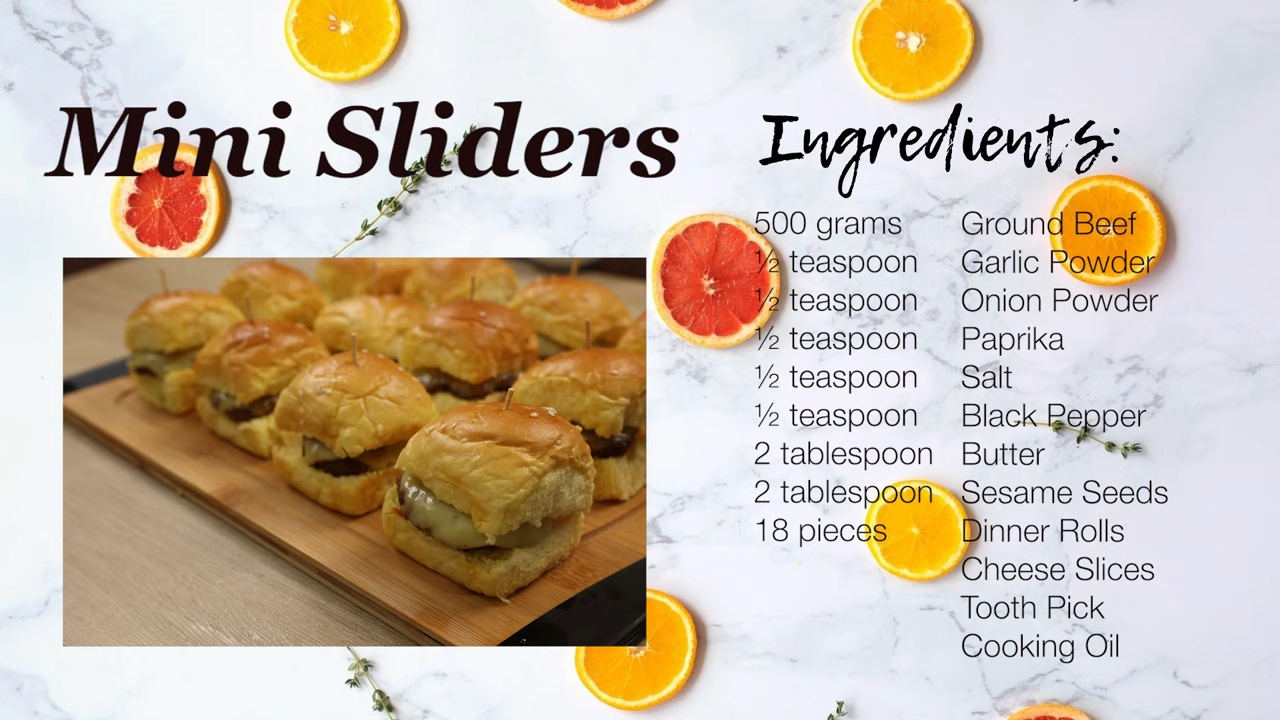 Mini Sliders
Ingredients:
500 grams Ground Beef
½ teaspoon Garlic Powder
½ teaspoon Onion Powder
½ teaspoon Paprika
½ teaspoon Salt
½ teaspoon Black Pepper
2 tablespoon Butter
2 tablespoon Sesame Seeds
18 pieces Dinner Rolls
Cheese Slices
Tooth Pick
Cooking Oil